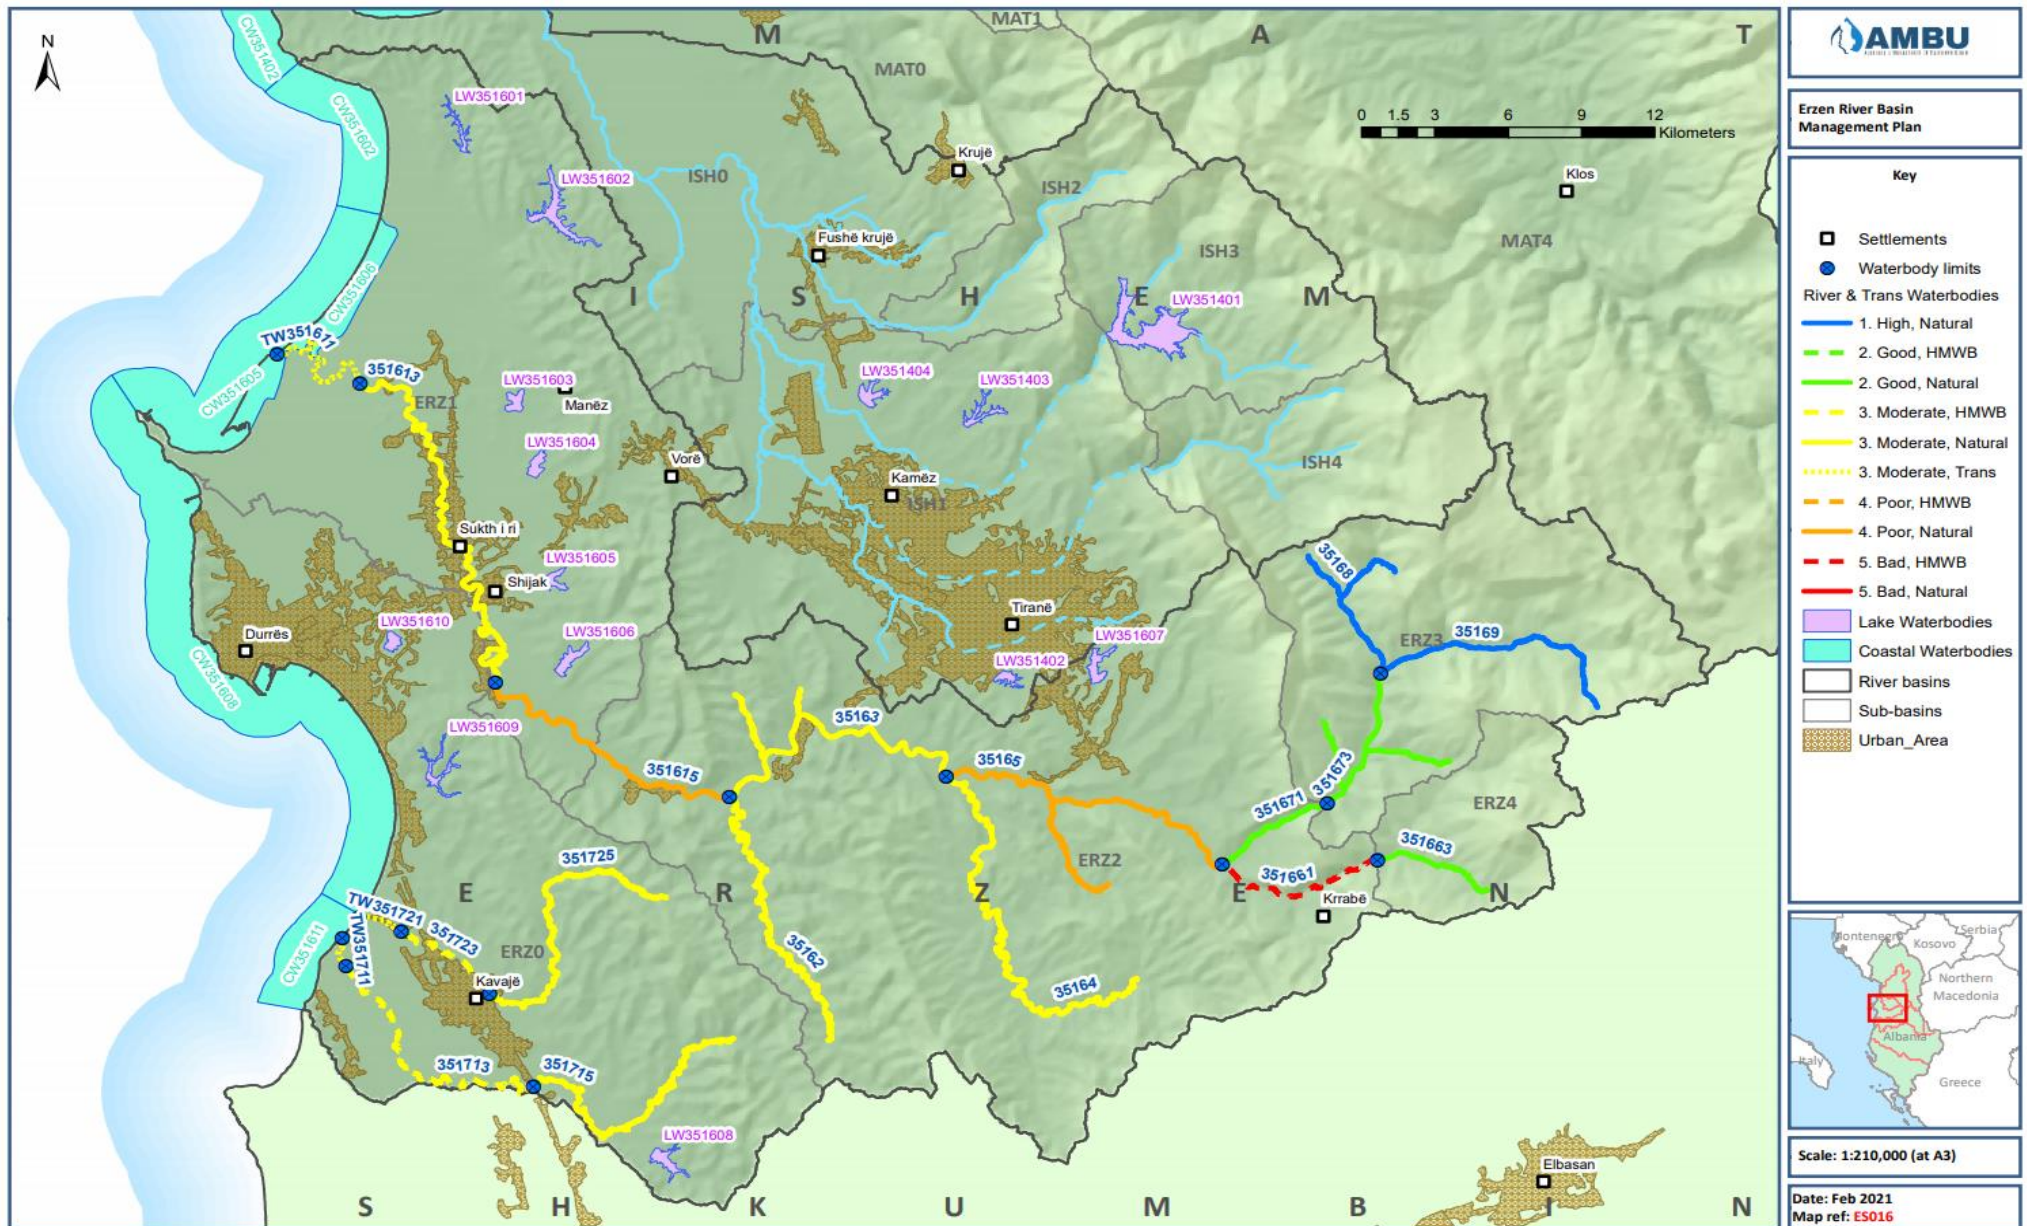 N
M
A
T
MAT1
MAT0
CW351402
CW351602
LW351601
Krujë
0 1.5 3 6 9 12
Kilometers
LW351602
ISH0
ISH2
Klos
Fushë krujë
ISH3
MAT4
CW351606
I
S
H
E
M
LW351401
TW351611
351613
CW351605
LW351603
Manëz
LW351404
LW351403
ERZ1
LW351604
Vorë
Kamëz
ISH1
ISH4
Sukth i ri
LW351605
Shijak
35168
Durrës
LW351610
LW351606
Tiranë
LW351607
LW351402
ERZ3
35169
CW351608
LW351609
35163
351615
35165
351671
351673
ERZ4
351663
351661
Krrabë
351725
ERZ2
E
R
Z
E
N
TW351721
351723
TW351711
CW351611
ERZ0
Kavajë
35162
35164
351713
351715
LW351608
Elbasan
S
H
K
U
M
B
I
N
AMBU
Erzen River Basin
Management Plan
Key
Settlements
Waterbody limits
River & Trans Waterbodies
1. High, Natural
2. Good, HMWB
2. Good, Natural
3. Moderate, HMWB
3. Moderate, Natural
3. Moderate, Trans
4. Poor, HMWB
4. Poor, Natural
5. Bad, HMWB
5. Bad, Natural
Lake Waterbodies
Coastal Waterbodies
River basins
Sub-basins
Urban_Area
Montenegro
Serbia
Kosovo
Northern
Macedonia
Albania
Italy
Greece
Scale: 1:210,000 (at A3)
Date: Feb 2021
Map ref: ES016